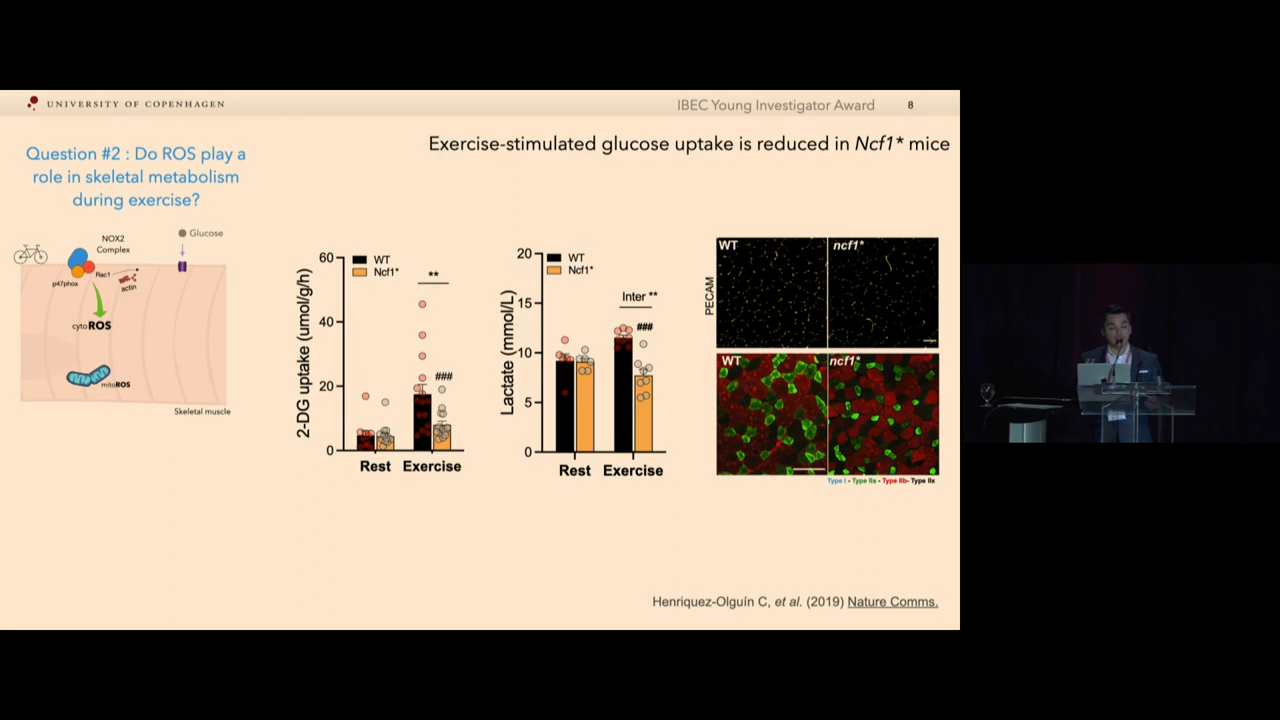 UNIVERSITY OF COPENHAGEN
IBEC Young Investigator Award 8
Exercise-stimulated glucose uptake is reduced in Ncf1* mice
Question #2 : Do ROS play a
role in skeletal metabolism
during exercise?
NOX2
Complex
Glucose
Rac1
p47phox
actin
cytoROS
mitoROS
Skeletal muscle
2-DG uptake (umol/g/h)
60
40
20
0
WT
Ncf1*
**
###
Rest Exercise
Lactate (mmol/L)
20
15
10
5
0
WT
Ncf1*
Inter **
###
Rest Exercise
PECAM
WT
ncf1*
WT
ncf1*
Type I - Type IIa - Type IIb- Type IIx
Henriquez-Olguín C, et al. (2019) Nature Comms.